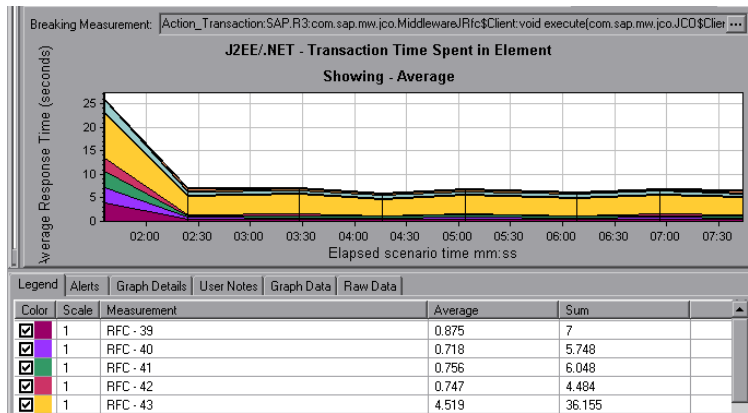 Breaking Measurement: Action_Transaction:SAP.R3:com.sap.mw.jco.MiddlewareJRfc$Client:void execute(com.sap.mw.jco.JCO$Clier ...
J2EE/.NET - Transaction Time Spent in Element
Showing - Average
Average Response Time (seconds)
25
20
15
10
5
0
02:00 02:30 03:00 03:30 04:00 04:30 05:00 05:30 06:00 06:30 07:00 07:30
Elapsed scenario time mm:ss
Legend Alerts Graph Details User Notes Graph Data Raw Data
Color Scale Measurement Average Sum
1 RFC - 39 0.875 7
1 RFC - 40 0.718 5.748
1 RFC - 41 0.756 6.048
1 RFC - 42 0.747 4.484
1 RFC - 43 4.519 36.155